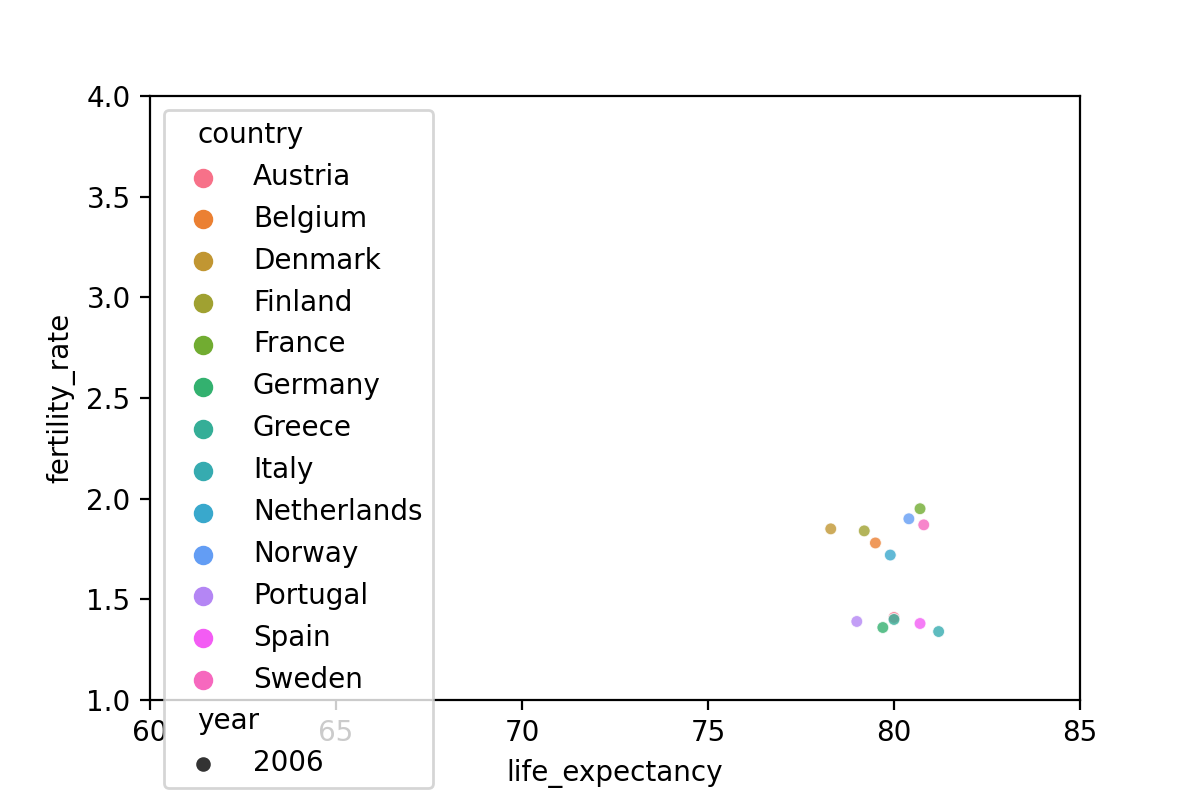 4.0
3.5
3.0
2.5
2.0
1.5
1.0
fertility_rate
country
Austria
Belgium
Denmark
Finland
France
Germany
Greece
Italy
Netherlands
Norway
Portugal
Spain
Sweden
year
2006
60 65 70 75 80 85
life_expectancy